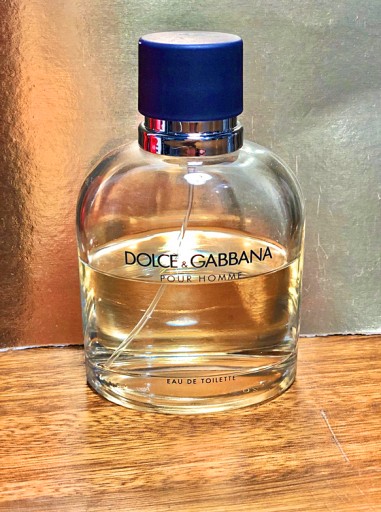 DOLCE & GABBANA
POUR HOMME
EAU DE TOILETTE